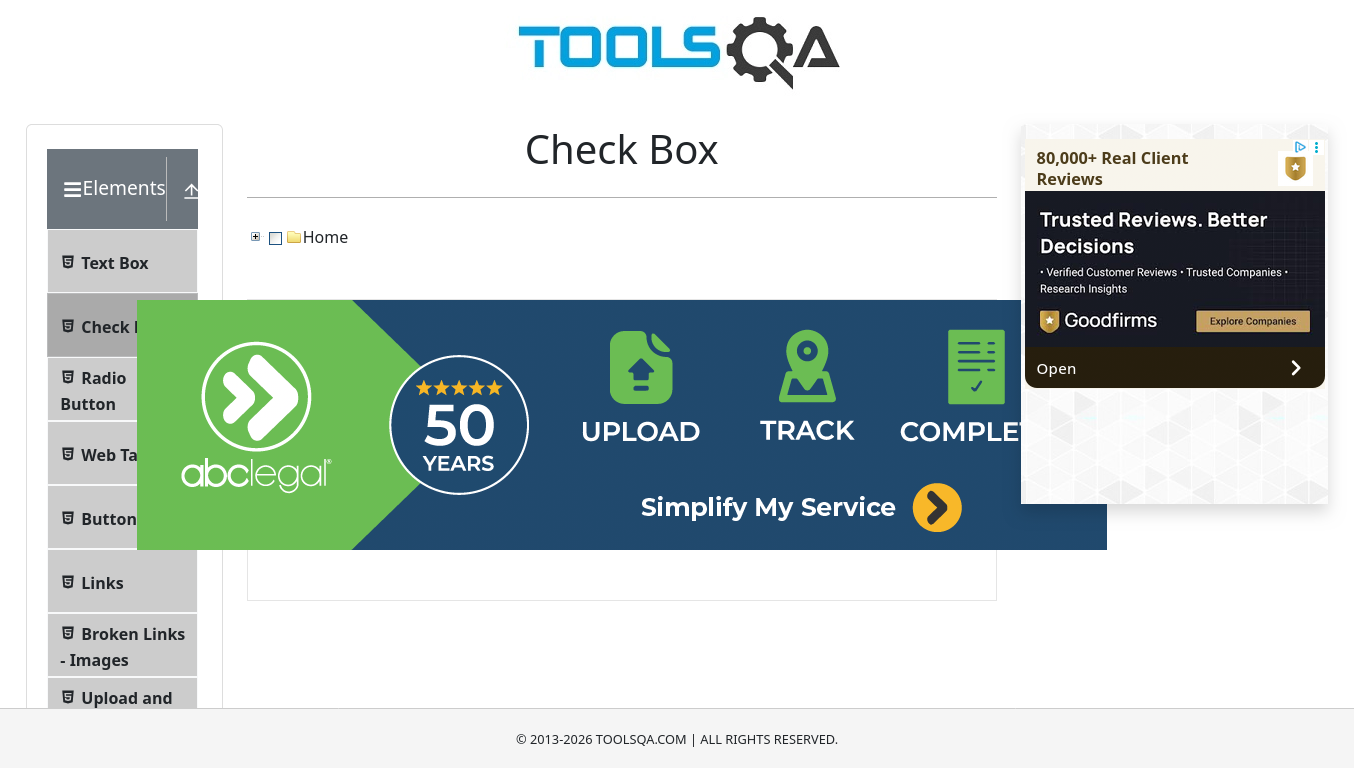 TOOLSQA
Elements
Text Box
Check
Radio
Button
Web Ta
Button
Links
Broken Links
- Images
Upload and
Check Box
Home
abclegal
50
YEARS
UPLOAD
TRACK
COMPLE
Simplify My Service
80,000+ Real Client
Reviews
Trusted Reviews. Better
Decisions
• Verified Customer Reviews • Trusted Companies •
Research Insights
Goodfirms
Explore Companies
Open
© 2013-2026 TOOLSQA.COM | ALL RIGHTS RESERVED.